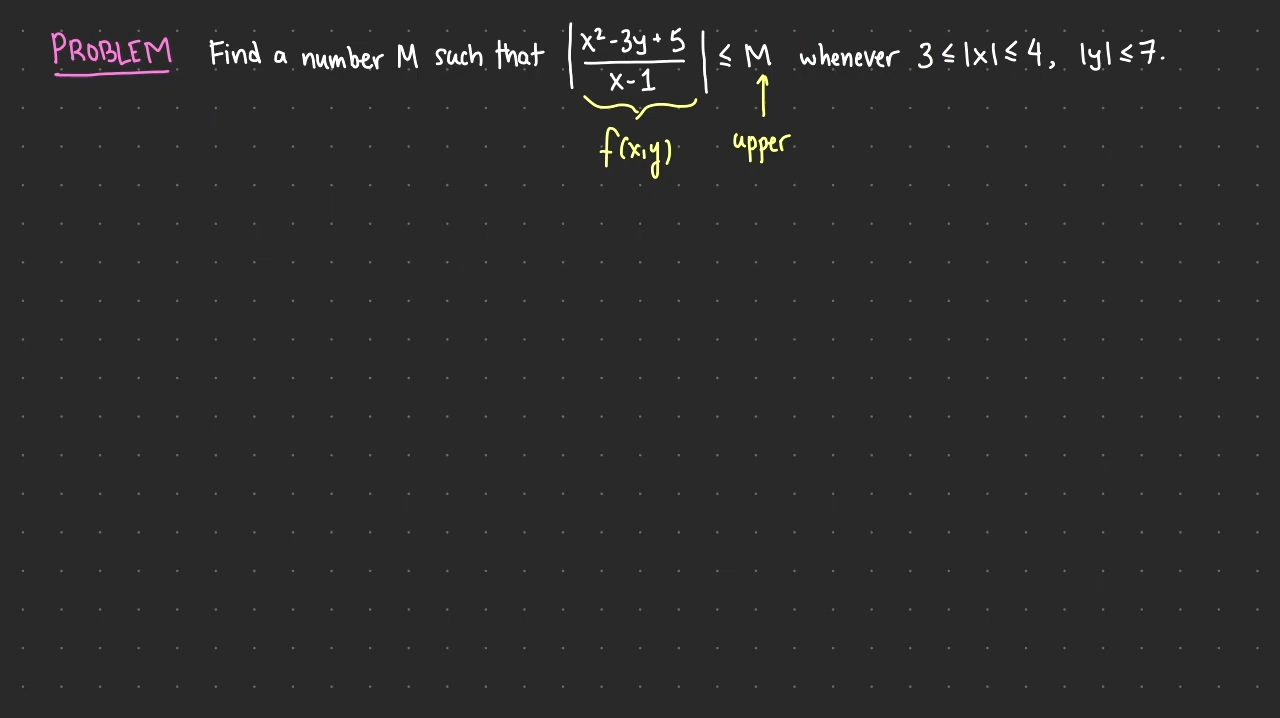 PROBLEM Find a number M such that |x² - 3y + 5 / x - 1| ≤ M whenever 3 ≤ |x| ≤ 4, |y| ≤ 7.
f(x,y) upper